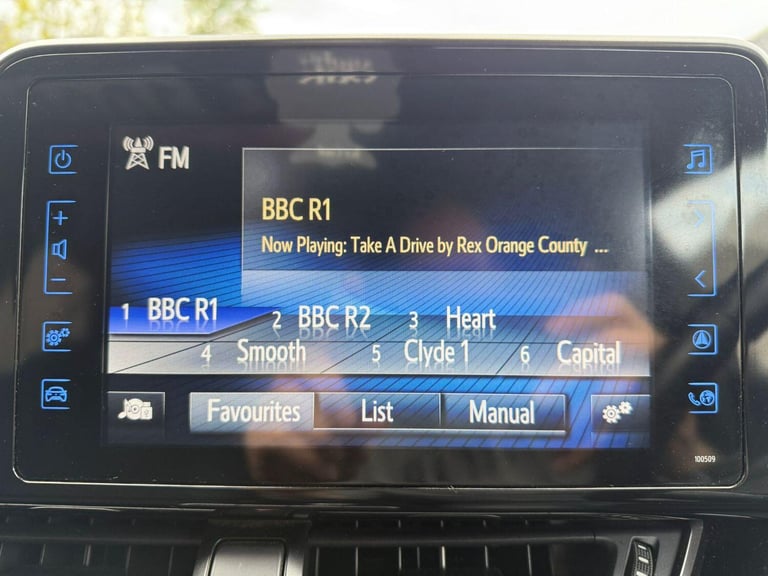 FM
BBC R1
Now Playing: Take A Drive by Rex Orange County ...
1 BBC R1 2 BBC R2 3 Heart
4 Smooth 5 Clyde 1 6 Capital
Favourites List Manual
100509